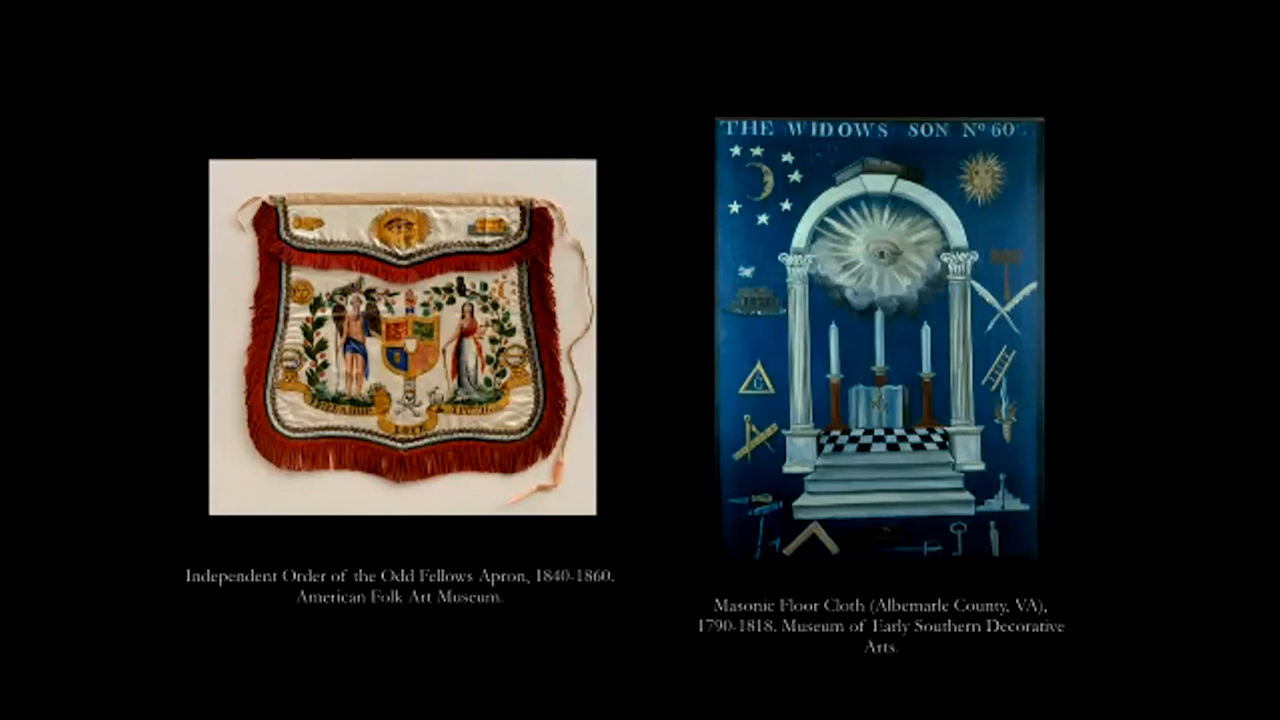 THE WIDOWS SON Nº 60
G
Independent Order of the Odd Fellows Apron, 1840-1860.
American Folk Art Museum.
Masonic Floor Cloth (Albemarle County, VA),
1790-1818. Museum of Early Southern Decorative
Arts.